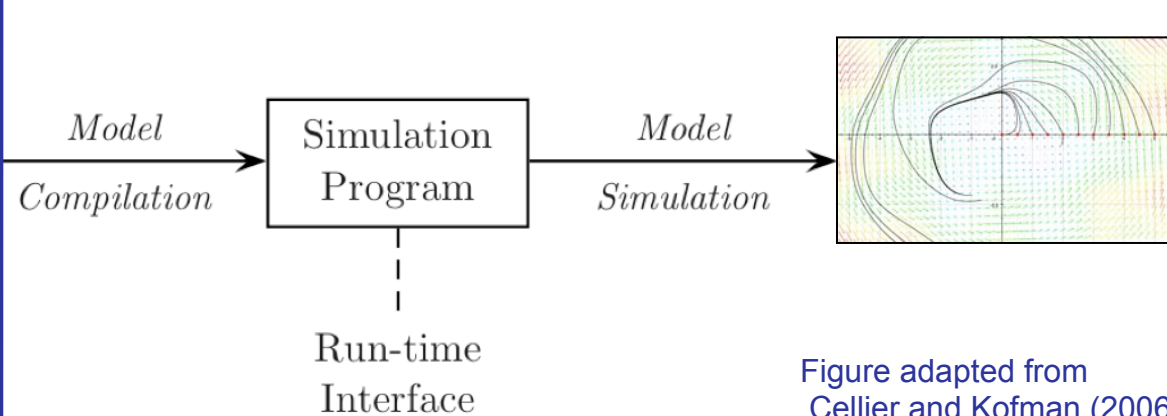 Model
Compilation
Simulation
Program
Model
Simulation
Run-time
Interface
Figure adapted from
Cellier and Kofman (2006